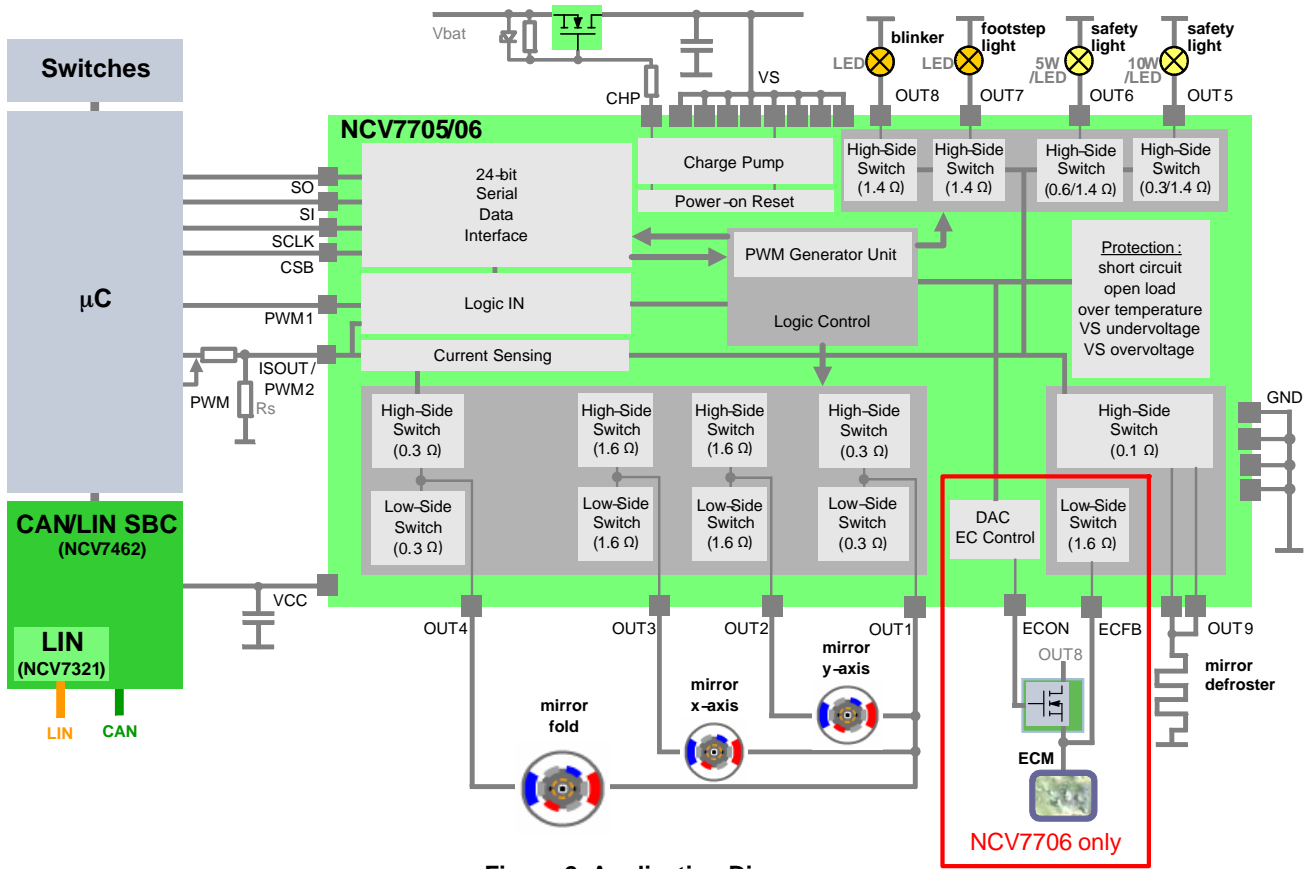 Switches
µC
CAN/LIN SBC
(NCV7462)
LIN
(NCV7321)
LIN
CAN
Vbat
CHP
VS
blinker
LED
OUT8
footstep
light
LED
OUT7
safety
light
5W
/LED
OUT6
safety
light
10W
/LED
OUT5
NCV7705/06
SO
SI
SCLK
CSB
PWM1
ISOUT/
PWM2
PWM
Rs
VCC
24-bit
Serial
Data
Interface
Logic IN
Current Sensing
Charge Pump
Power-on Reset
High-Side
Switch
(1.4 Ω)
High-Side
Switch
(1.4 Ω)
High-Side
Switch
(0.6/1.4 Ω)
High-Side
Switch
(0.3/1.4 Ω)
PWM Generator Unit
Logic Control
Protection :
short circuit
open load
over temperature
VS undervoltage
VS overvoltage
High-Side
Switch
(0.3 Ω)
High-Side
Switch
(1.6 Ω)
High-Side
Switch
(1.6 Ω)
High-Side
Switch
(0.3 Ω)
High-Side
Switch
(0.1 Ω)
GND
Low-Side
Switch
(0.3 Ω)
Low-Side
Switch
(1.6 Ω)
Low-Side
Switch
(1.6 Ω)
Low-Side
Switch
(0.3 Ω)
DAC
EC Control
Low-Side
Switch
(1.6 Ω)
OUT4
OUT3
OUT2
OUT1
ECON
ECFB
OUT9
OUT8
mirror
fold
mirror
x-axis
mirror
y-axis
mirror
defroster
ECM
NCV7706 only